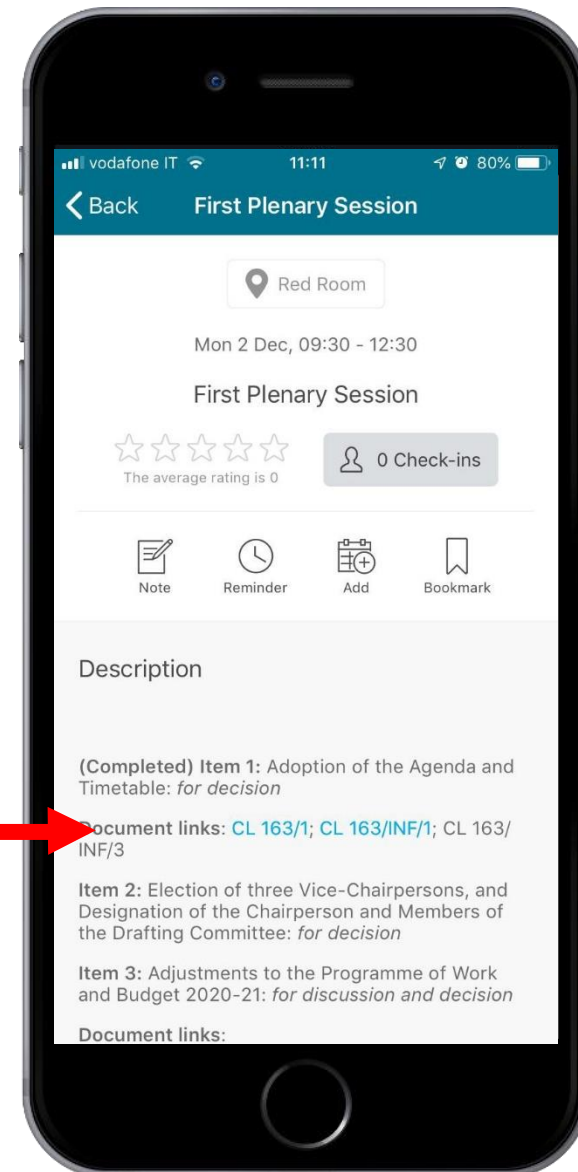 vodafone IT 11:11 80%
Back First Plenary Session
Red Room
Mon 2 Dec, 09:30 - 12:30
First Plenary Session
The average rating is 0
0 Check-ins
Note Reminder Add Bookmark
Description
(Completed) Item 1: Adoption of the Agenda and
Timetable: for decision
Document links: CL 163/1; CL 163/INF/1; CL 163/
INF/3
Item 2: Election of three Vice-Chairpersons, and
Designation of the Chairperson and Members of
the Drafting Committee: for decision
Item 3: Adjustments to the Programme of Work
and Budget 2020-21: for discussion and decision
Document links: